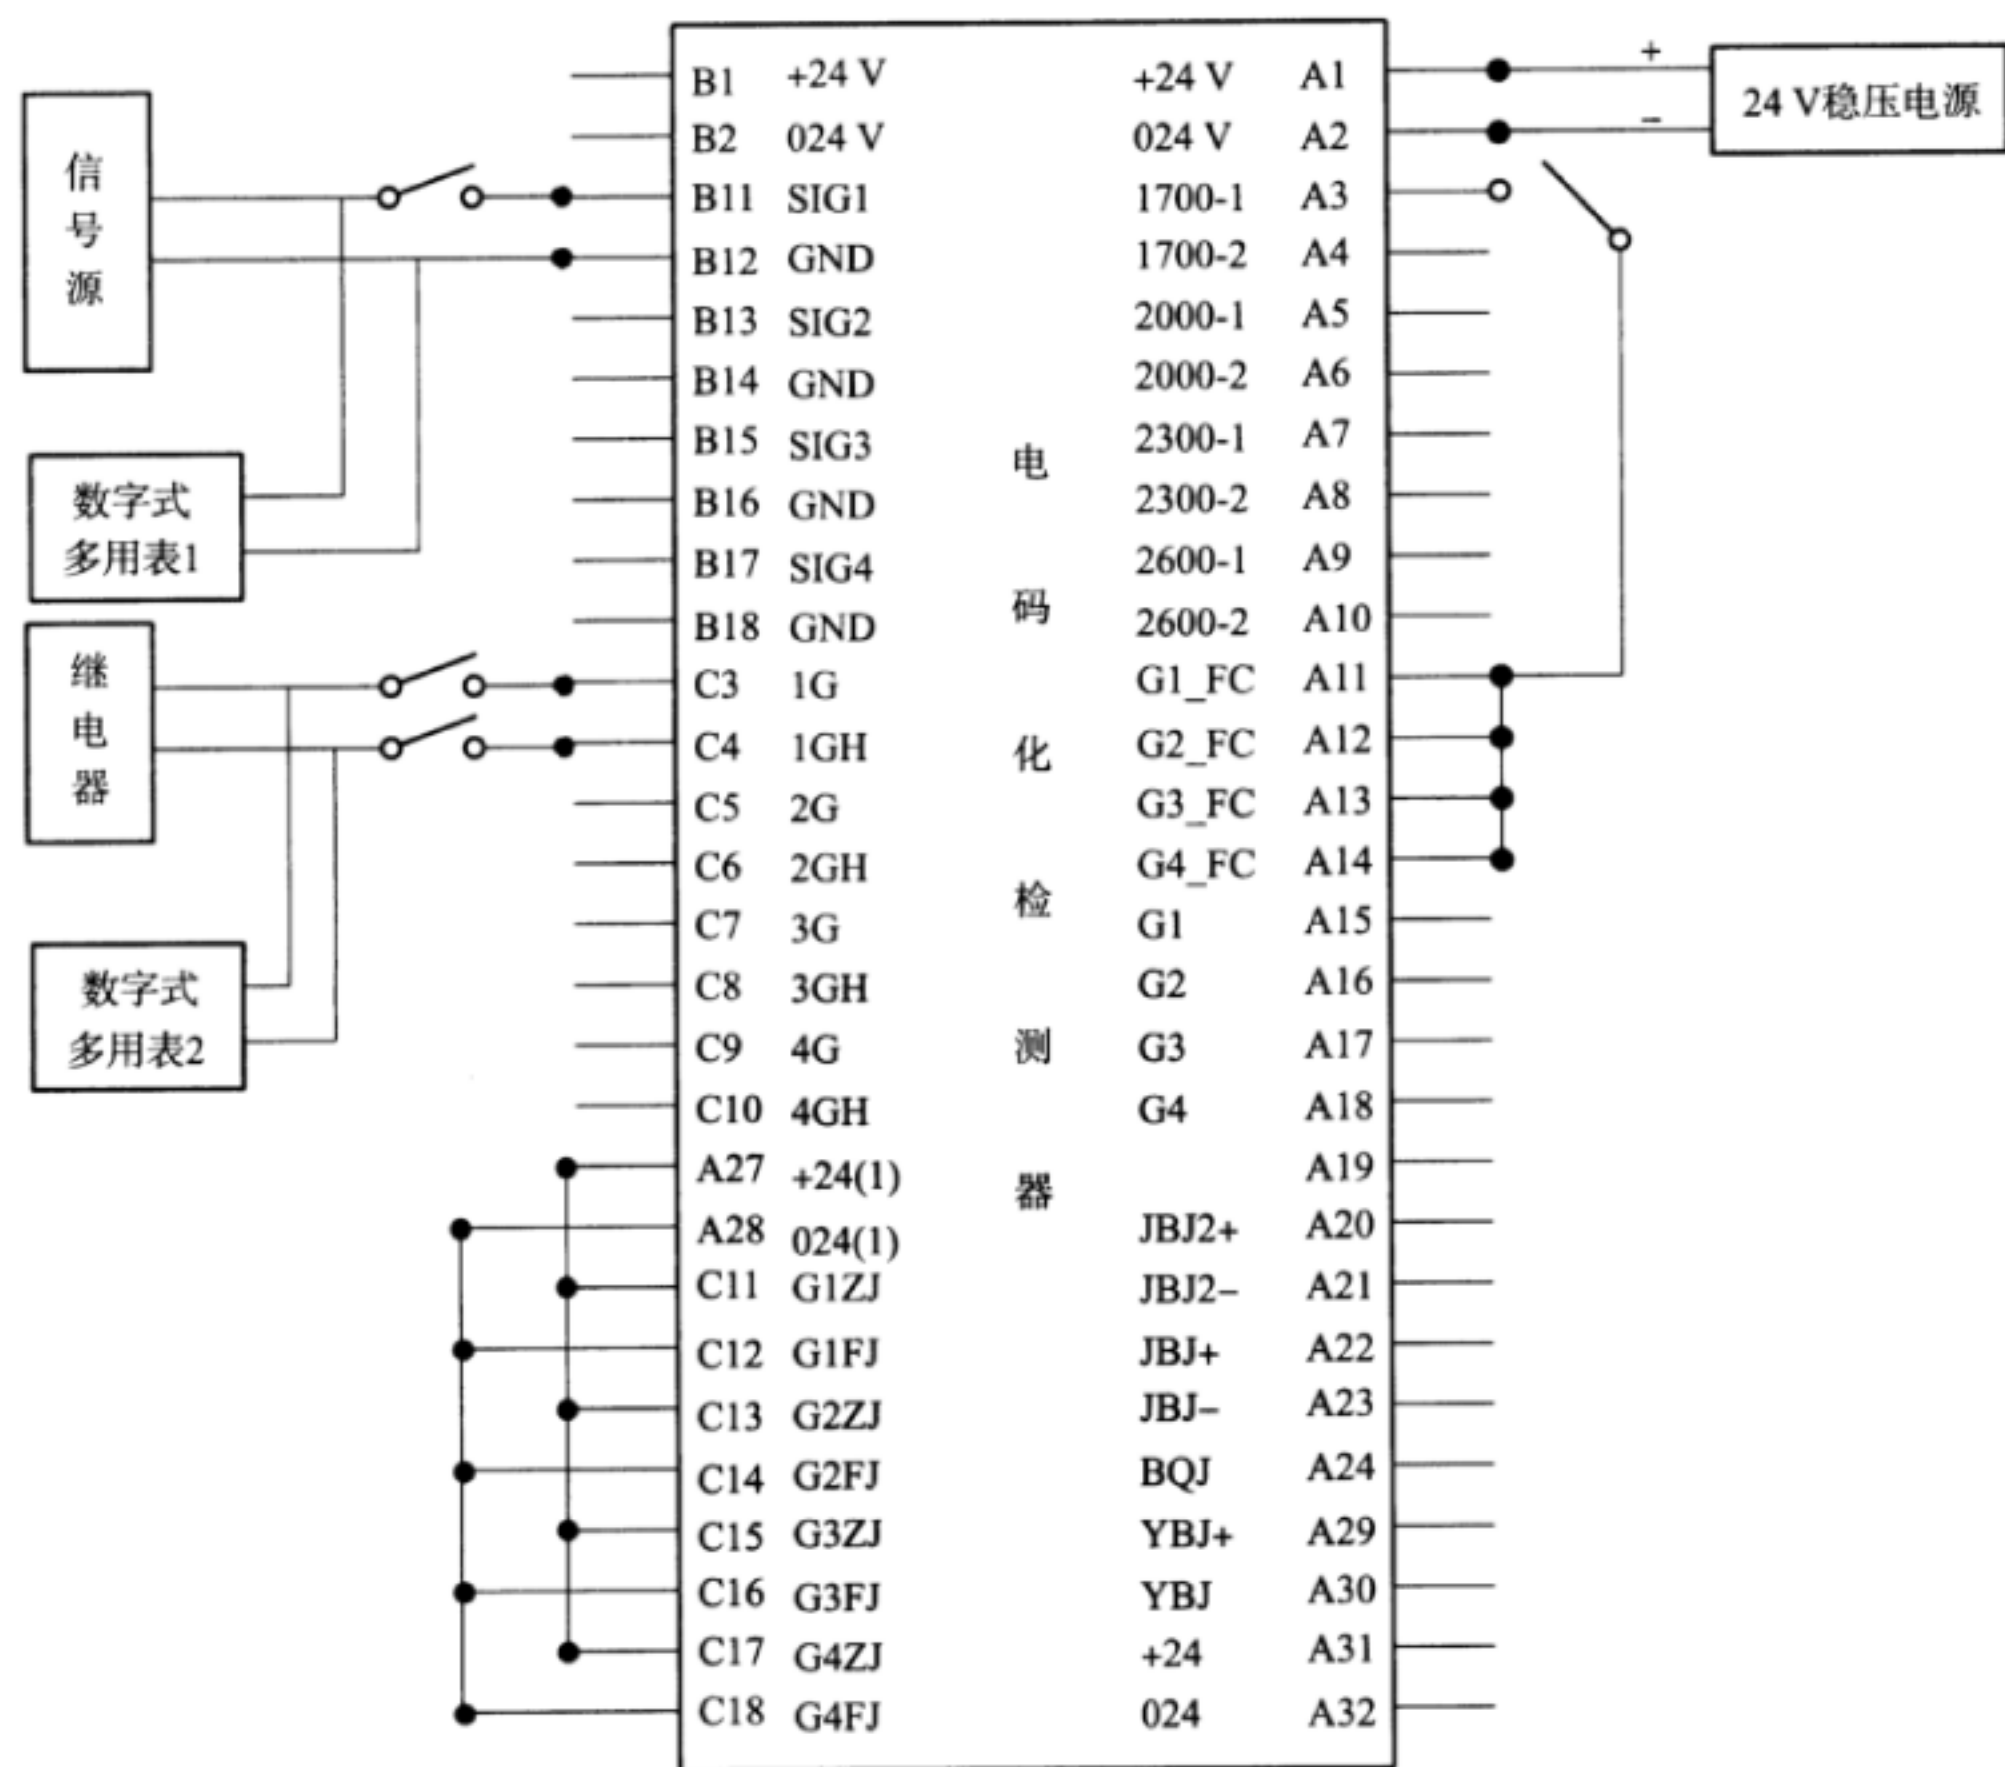 B1 +24 V +24 V A1
B2 024 V 024 V A2
B11 SIG1 1700-1 A3
B12 GND 1700-2 A4
B13 SIG2 2000-1 A5
B14 GND 2000-2 A6
B15 SIG3 2300-1 A7
B16 GND 2300-2 A8
B17 SIG4 2600-1 A9
B18 GND 2600-2 A10
C3 1G G1_FC A11
C4 1GH G2_FC A12
C5 2G G3_FC A13
C6 2GH G4_FC A14
C7 3G G1 A15
C8 3GH G2 A16
C9 4G G3 A17
C10 4GH G4 A18
A27 +24(1) A19
A28 024(1) JBJ2+ A20
C11 G1ZJ JBJ2− A21
C12 G1FJ JBJ+ A22
C13 G2ZJ JBJ− A23
C14 G2FJ BQJ A24
C15 G3ZJ YBJ+ A29
C16 G3FJ YBJ A30
C17 G4ZJ +24 A31
C18 G4FJ 024 A32
电码化检测器
信号源
数字式
多用表1
继电器
数字式
多用表2
+
−
24 V稳压电源